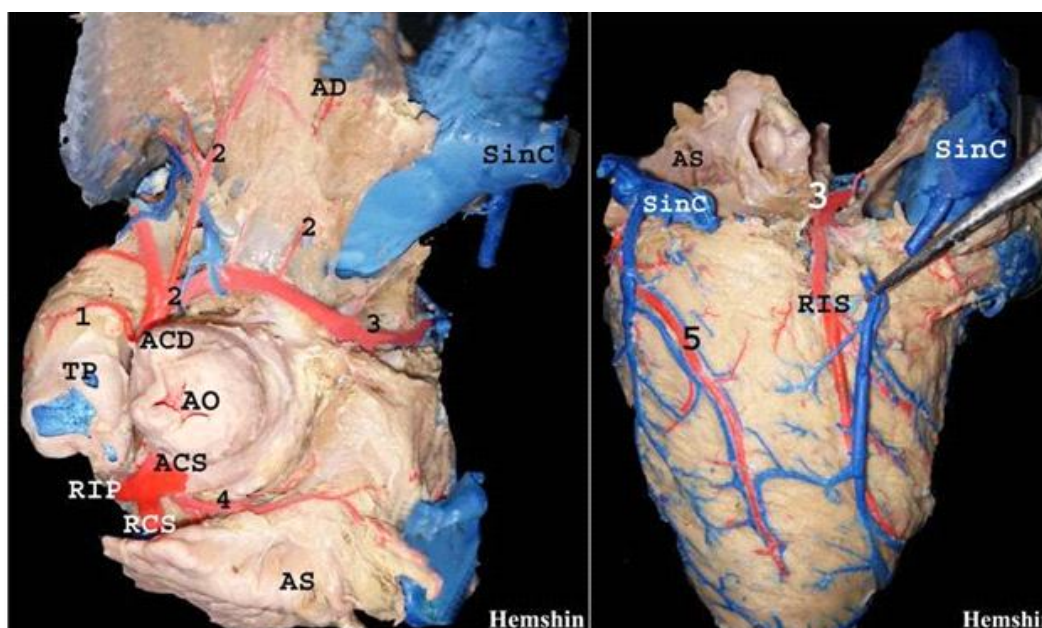 AD
2
SinC
2
2
3
1
ACD
TP
AO
ACS
RIP
4
RCS
AS
Hemshin
AS
SinC
SinC
3
RIS
5
Hemshi